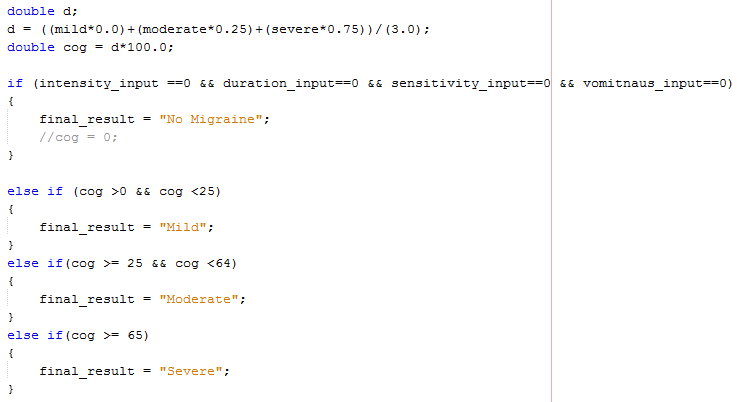 double d;
d = ((mild*0.0)+(moderate*0.25)+(severe*0.75))/(3.0);
double cog = d*100.0;
if (intensity_input ==0 && duration_input==0 && sensitivity_input==0 && vomitnaus_input==0)
{
final_result = "No Migraine";
//cog = 0;
}
else if (cog >0 && cog <25)
{
final_result = "Mild";
}
else if(cog >= 25 && cog <64)
{
final_result = "Moderate";
}
else if(cog >= 65)
{
final_result = "Severe";
}